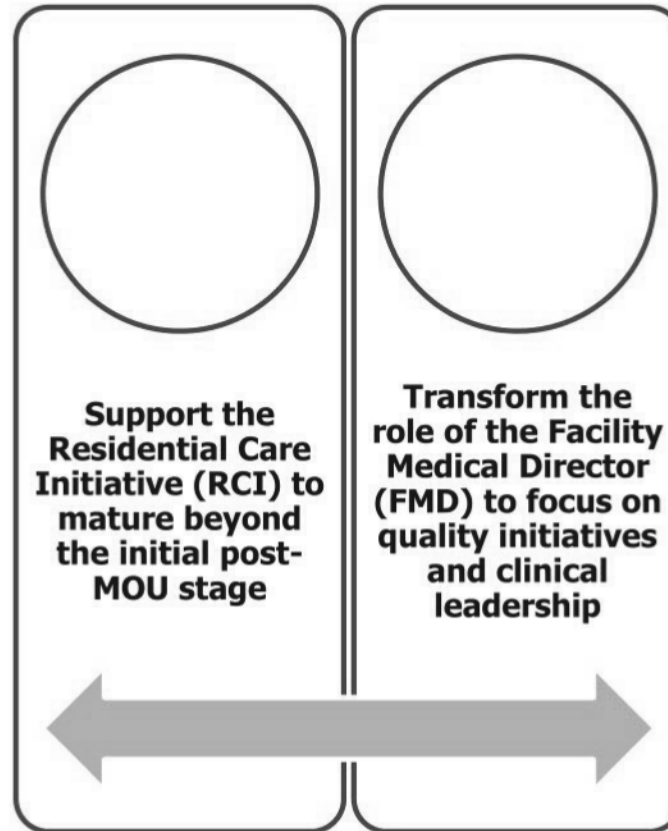 Support the
Residential Care
Initiative (RCI) to
mature beyond
the initial post-
MOU stage
Transform the
role of the Facility
Medical Director
(FMD) to focus on
quality initiatives
and clinical
leadership